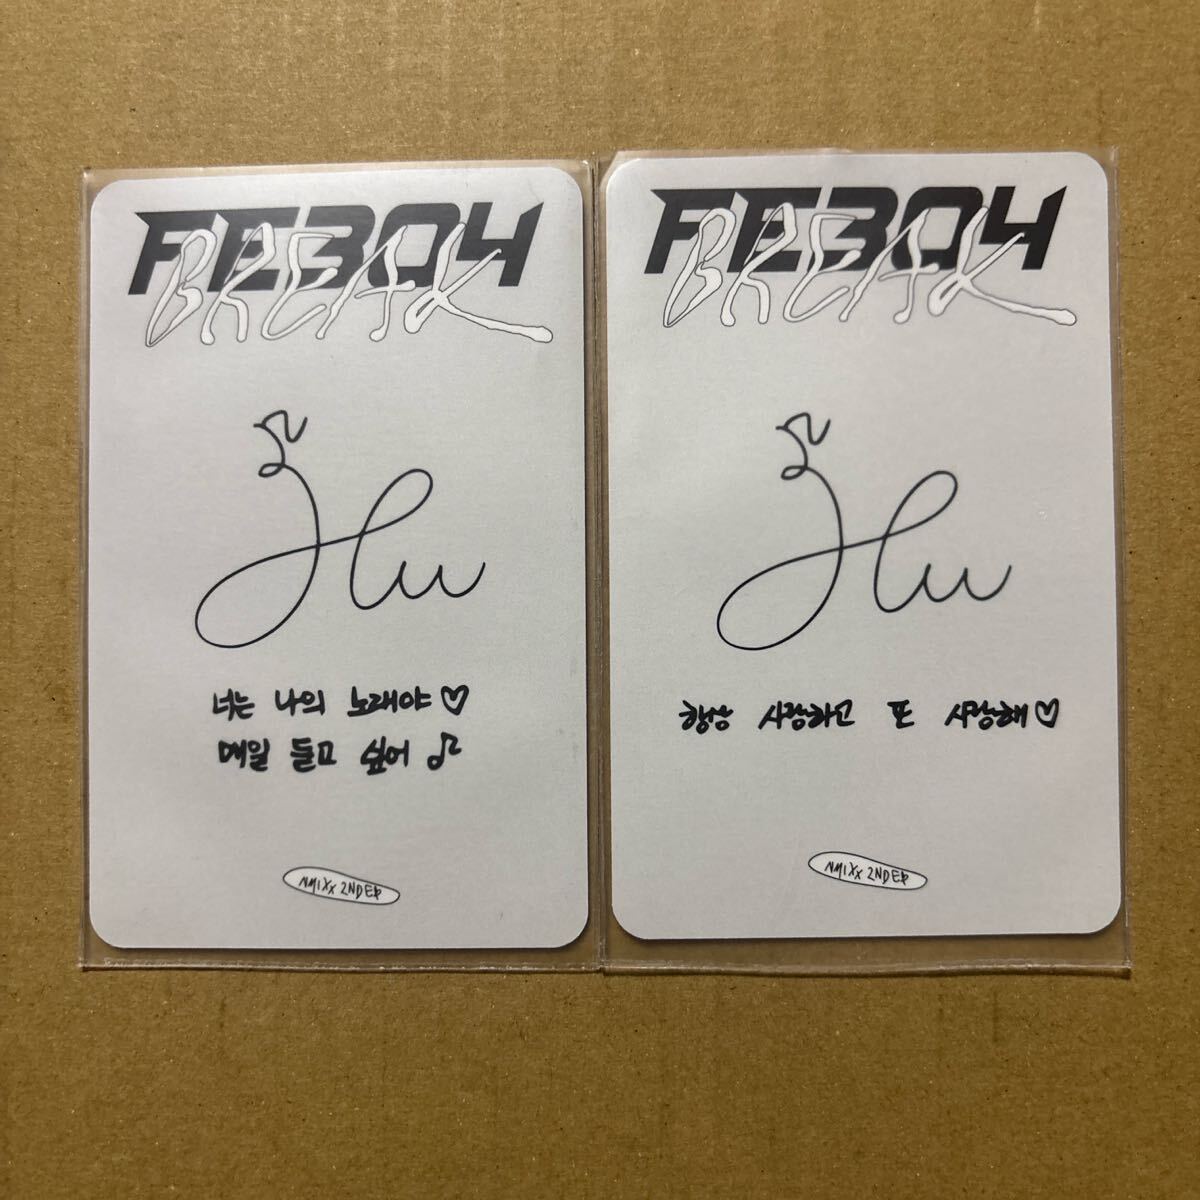 FE3O4
BREAK
너는 나의 노래야♡
매일 듣고 싶어♪
NMIXX 2ND EP
FE3O4
BREAK
항상 사랑하고 또 사랑해♡
NMIXX 2ND EP